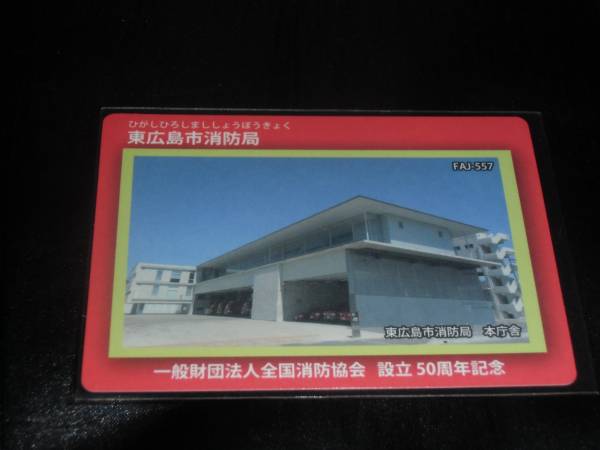 ひがしひろしまししょうぼうきょく
東広島市消防局
FAJ-557
東広島市消防局　本庁舎
一般財団法人全国消防協会 設立50周年記念